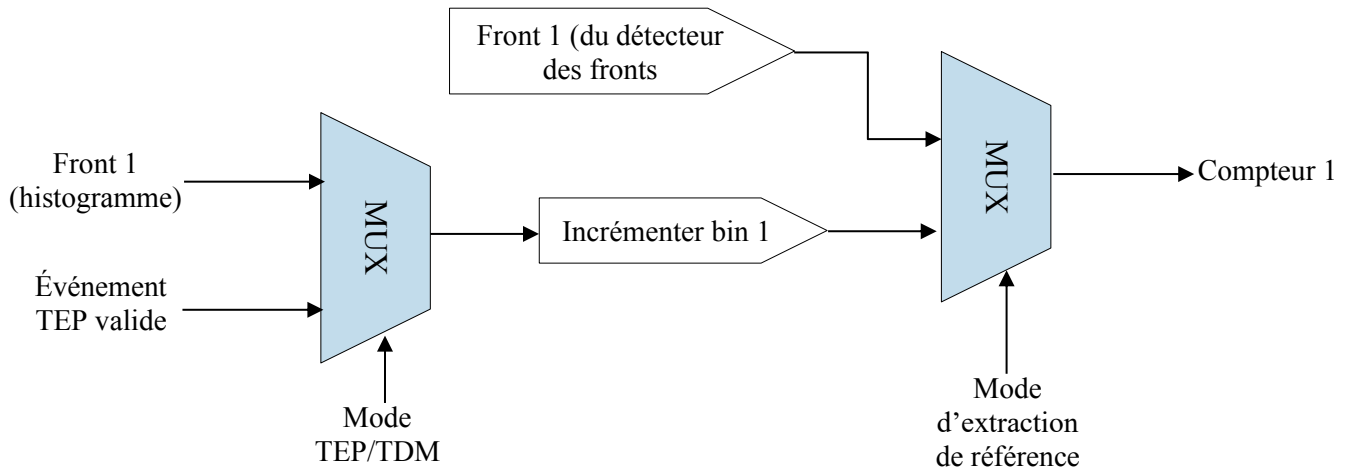 Front 1 (du détecteur
des fronts
Front 1
(histogramme)
MUX
MUX
Compteur 1
Incrémenter bin 1
Événement
TEP valide
Mode
TEP/TDM
Mode
d’extraction
de référence